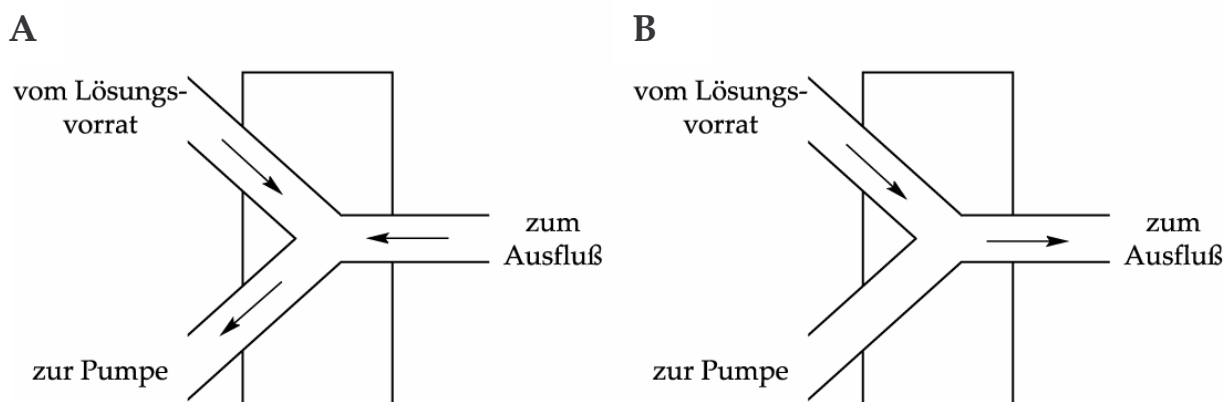 A
vom Lösungs-
vorrat
zum
Ausfluß
zur Pumpe
B
vom Lösungs-
vorrat
zum
Ausfluß
zur Pumpe